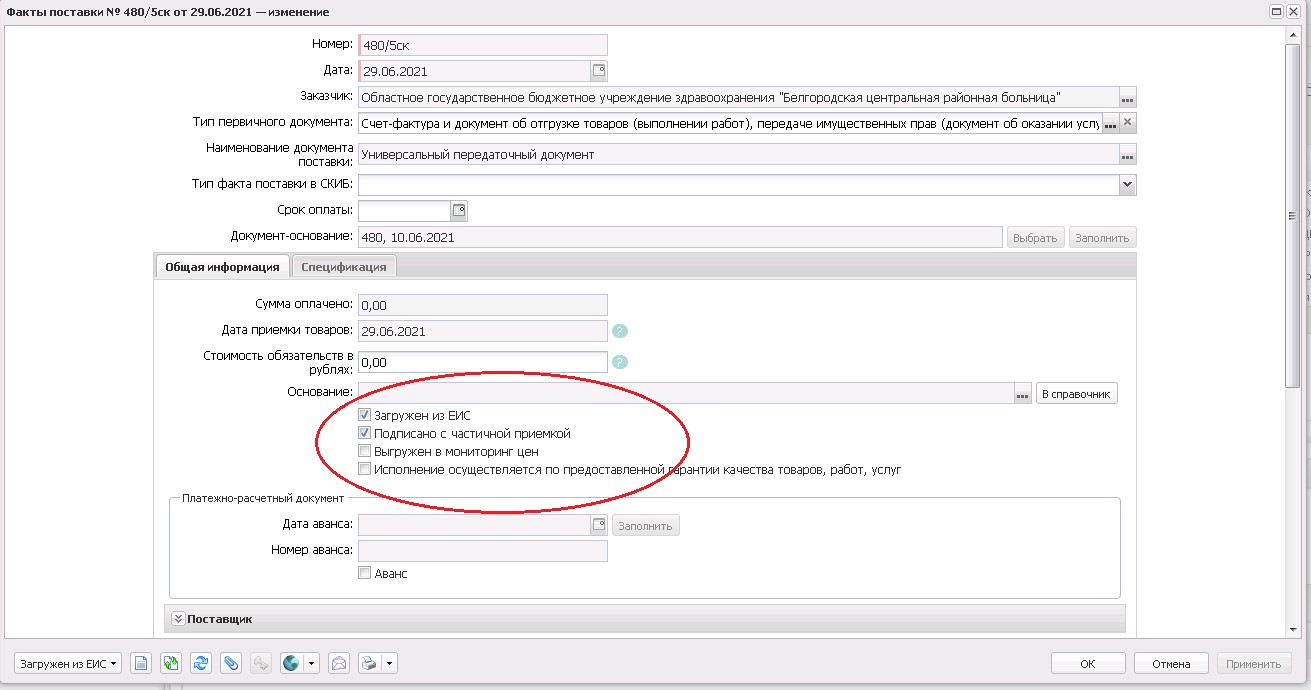 Факты поставки № 480/5ск от 29.06.2021 — изменение
Номер: 480/5ск
Дата: 29.06.2021
Заказчик: Областное государственное бюджетное учреждение здравоохранения "Белгородская центральная районная больница"
Тип первичного документа: Счет-фактура и документ об отгрузке товаров (выполнении работ), передаче имущественных прав (документ об оказании услу
Наименование документа
поставки: Универсальный передаточный документ
Тип факта поставки в СКИБ:
Срок оплаты:
Документ-основание: 480, 10.06.2021 Выбрать Заполнить
Общая информация Спецификация
Сумма оплачено: 0,00
Дата приемки товаров: 29.06.2021 ?
Стоимость обязательств в
рублях: 0,00 ?
Основание: ... В справочник
Загружен из ЕИС
Подписано с частичной приемкой
Выгружен в мониторинг цен
Исполнение осуществляется по предоставленной гарантии качества товаров, работ, услуг
Платежно-расчетный документ
Дата аванса: Заполнить
Номер аванса:
Аванс
Поставщик
Загружен из ЕИС ОК Отмена Применить